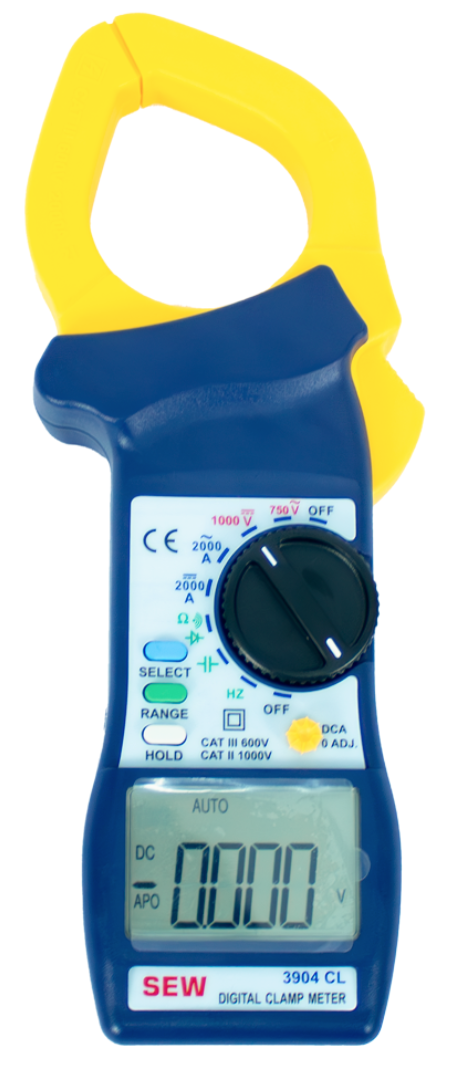 1000 V 750 V OFF
CE
2000 A
2000 A
Ω
SELECT
HZ
RANGE
OFF
HOLD
CAT III 600V
CAT II 1000V
DCA
0 ADJ.
AUTO
DC
APO
-0.000
V
SEW
3904 CL
DIGITAL CLAMP METER